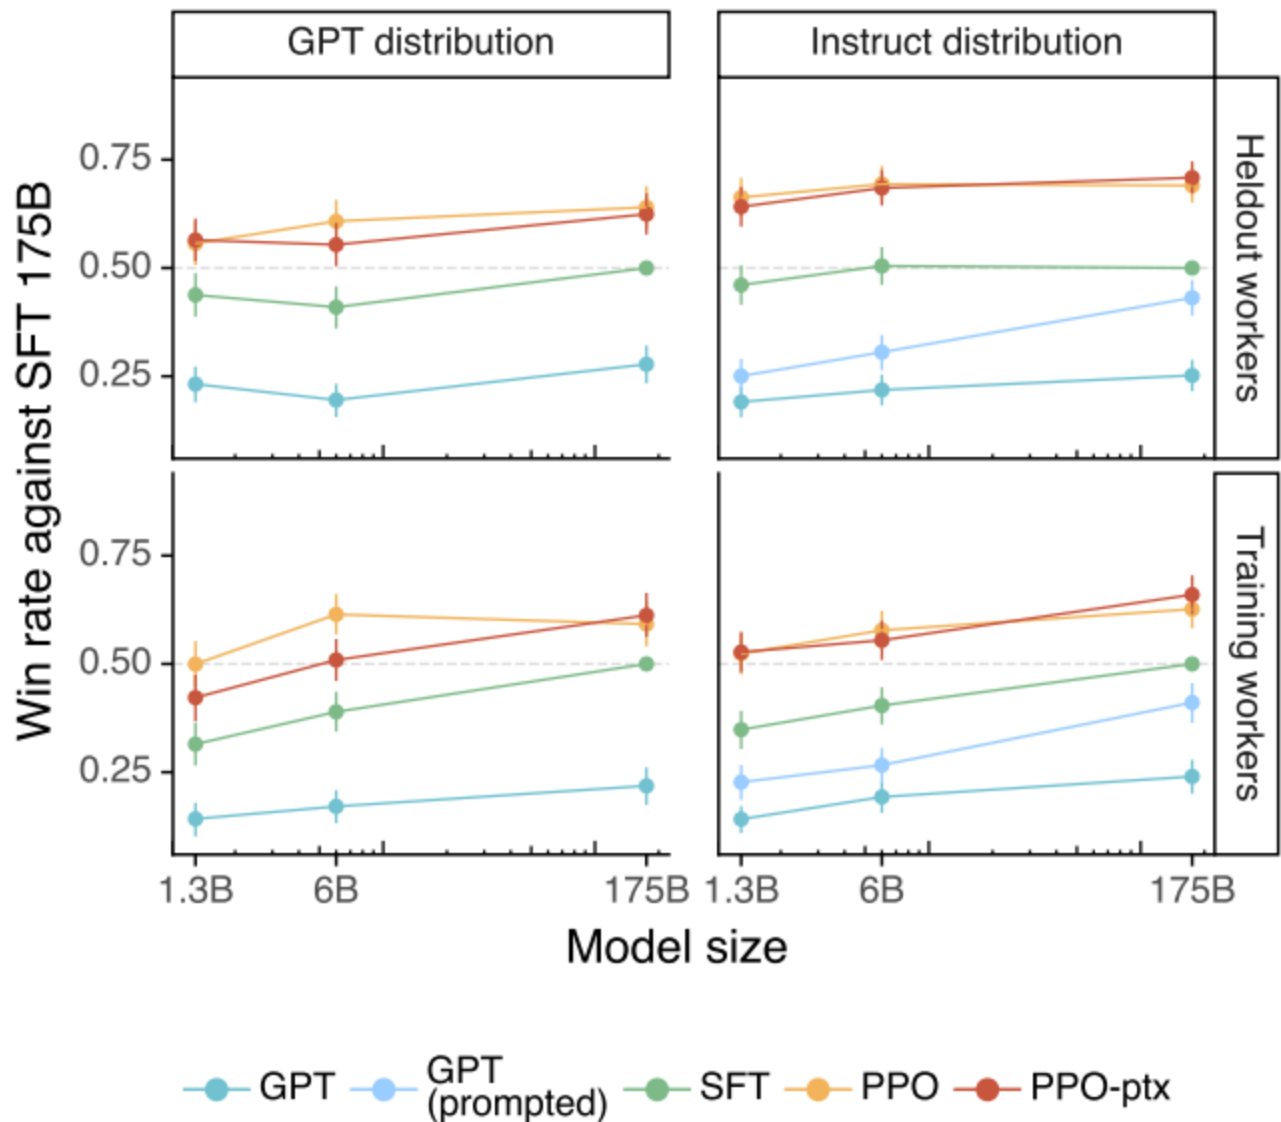 GPT distribution
Instruct distribution
Win rate against SFT 175B
0.75
0.50
0.25
Heldout workers
0.75
0.50
0.25
Training workers
1.3B 6B 175B
1.3B 6B 175B
Model size
GPT
GPT
(prompted)
SFT
PPO
PPO-ptx